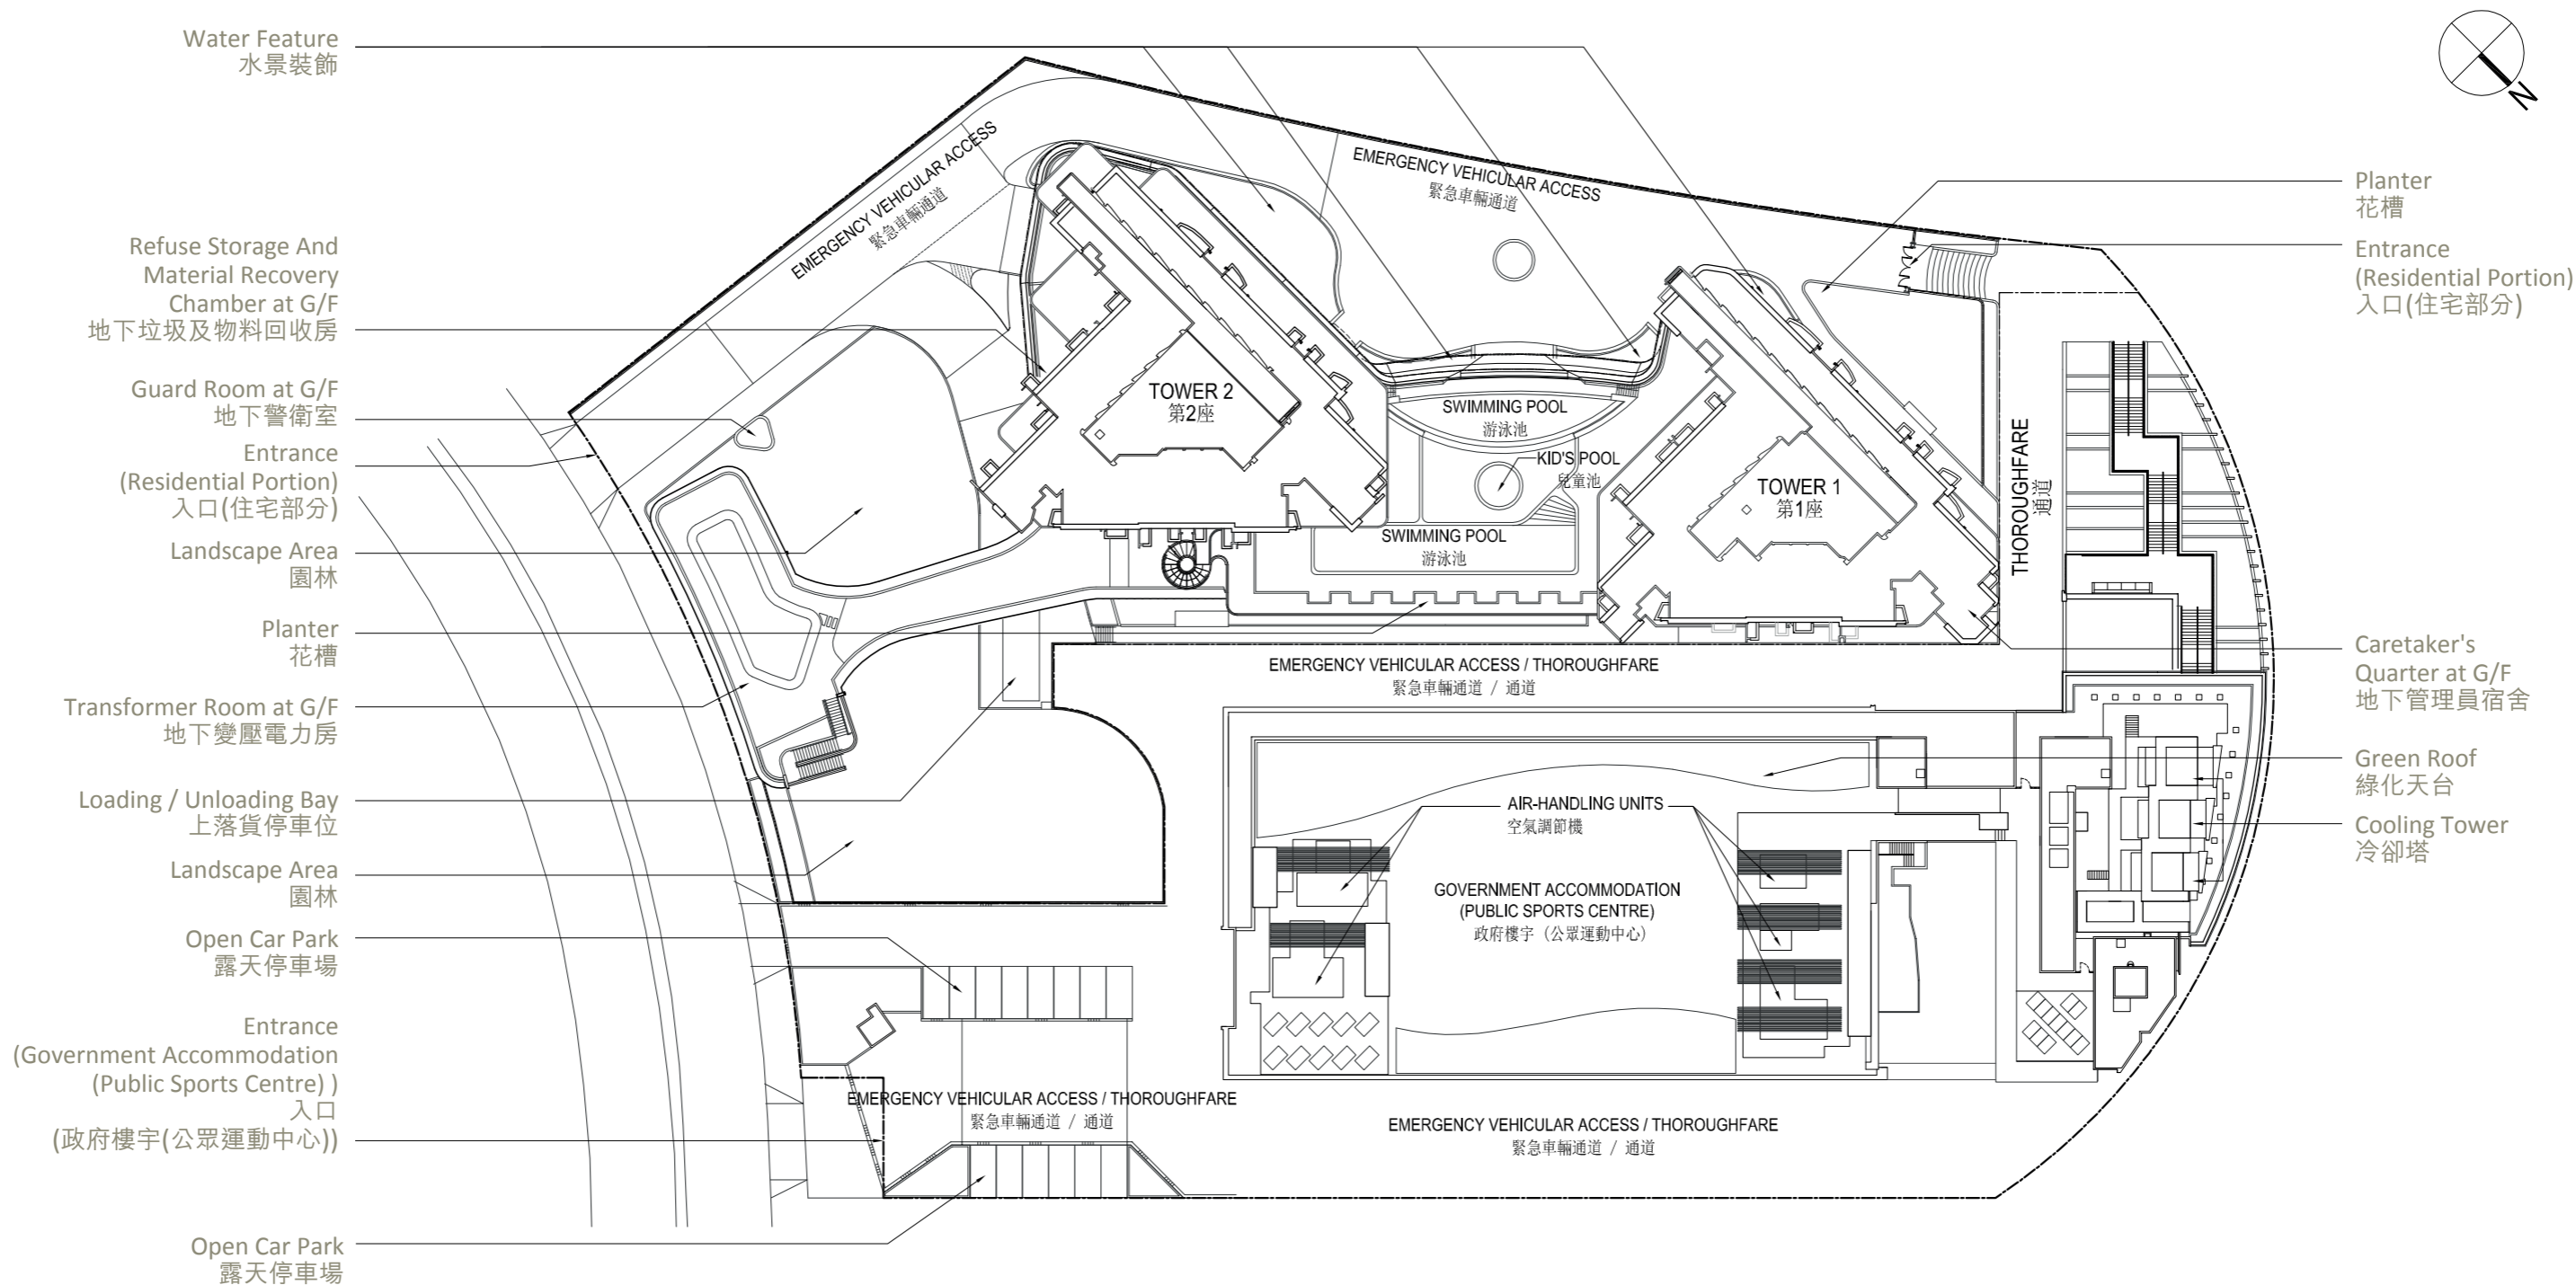 Water Feature
水景裝飾
Refuse Storage And
Material Recovery
Chamber at G/F
地下垃圾及物料回收房
Guard Room at G/F
地下警衛室
Entrance
(Residential Portion)
入口(住宅部分)
Landscape Area
園林
Planter
花槽
Transformer Room at G/F
地下變壓電力房
Loading / Unloading Bay
上落貨停車位
Landscape Area
園林
Open Car Park
露天停車場
Entrance
(Government Accommodation
(Public Sports Centre) )
入口
(政府樓宇(公眾運動中心))
Open Car Park
露天停車場
EMERGENCY VEHICULAR ACCESS
緊急車輛通道
EMERGENCY VEHICULAR ACCESS
緊急車輛通道
TOWER 2
第2座
SWIMMING POOL
游泳池
KID'S POOL
兒童池
SWIMMING POOL
游泳池
TOWER 1
第1座
THOROUGHFARE
通道
EMERGENCY VEHICULAR ACCESS / THOROUGHFARE
緊急車輛通道 / 通道
AIR-HANDLING UNITS
空氣調節機
GOVERNMENT ACCOMMODATION
(PUBLIC SPORTS CENTRE)
政府樓宇 (公眾運動中心)
EMERGENCY VEHICULAR ACCESS / THOROUGHFARE
緊急車輛通道 / 通道
EMERGENCY VEHICULAR ACCESS / THOROUGHFARE
緊急車輛通道 / 通道
N
Planter
花槽
Entrance
(Residential Portion)
入口(住宅部分)
Caretaker's
Quarter at G/F
地下管理員宿舍
Green Roof
綠化天台
Cooling Tower
冷卻塔